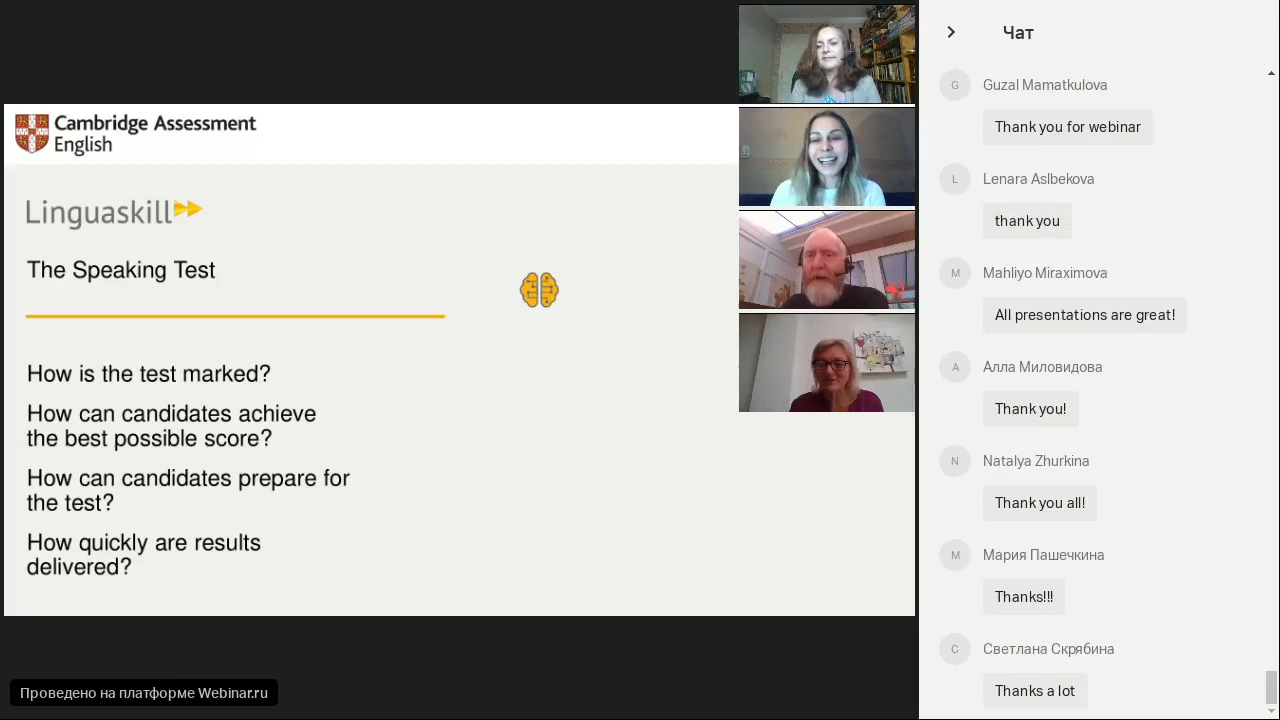 Cambridge Assessment
English
Linguaskill
The Speaking Test
How is the test marked?
How can candidates achieve
the best possible score?
How can candidates prepare for
the test?
How quickly are results
delivered?
Проведено на платформе Webinar.ru
Чат
G
Guzal Mamatkulova
Thank you for webinar
L
Lenara Aslbekova
thank you
M
Mahliyo Miraximova
All presentations are great!
А
Алла Миловидова
Thank you!
N
Natalya Zhurkina
Thank you all!
М
Мария Пашечкина
Thanks!!!
С
Светлана Скрябина
Thanks a lot